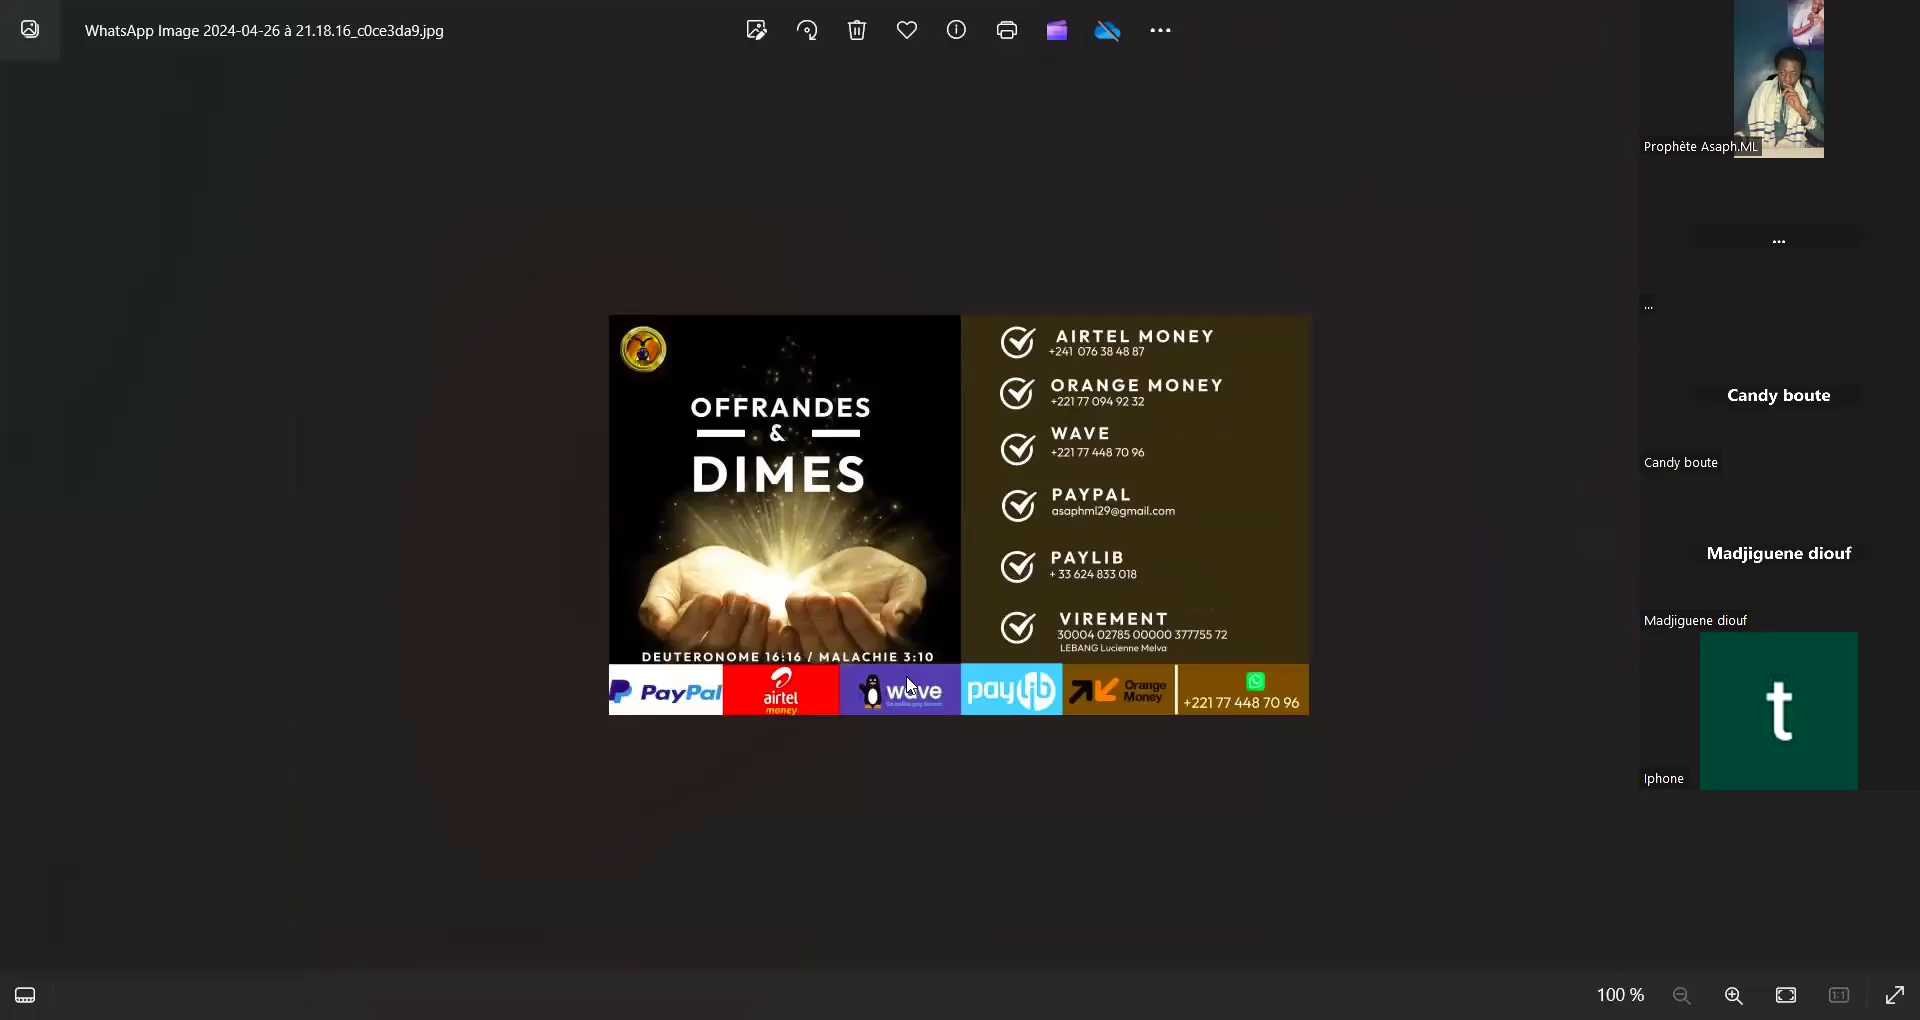 WhatsApp Image 2024-04-26 à 21.18.16_c0ce3da9.jpg
OFFRANDES
&
DIMES
DEUTERONOME 16:16 / MALACHIE 3:10
AIRTEL MONEY
+241 076 38 48 87
ORANGE MONEY
+221 77 094 92 32
WAVE
+221 77 448 70 96
PAYPAL
asaphml29@gmail.com
PAYLIB
+ 33 624 833 018
VIREMENT
30004 02785 00000 377755 72
LEBANG Lucienne Melva
PayPal
airtel
money
wave
paylib
Orange
Money
+221 77 448 70 96
Prophète Asaph.ML
...
...
Candy boute
Candy boute
Madjiguene diouf
Madjiguene diouf
t
Iphone
100 %
1:1